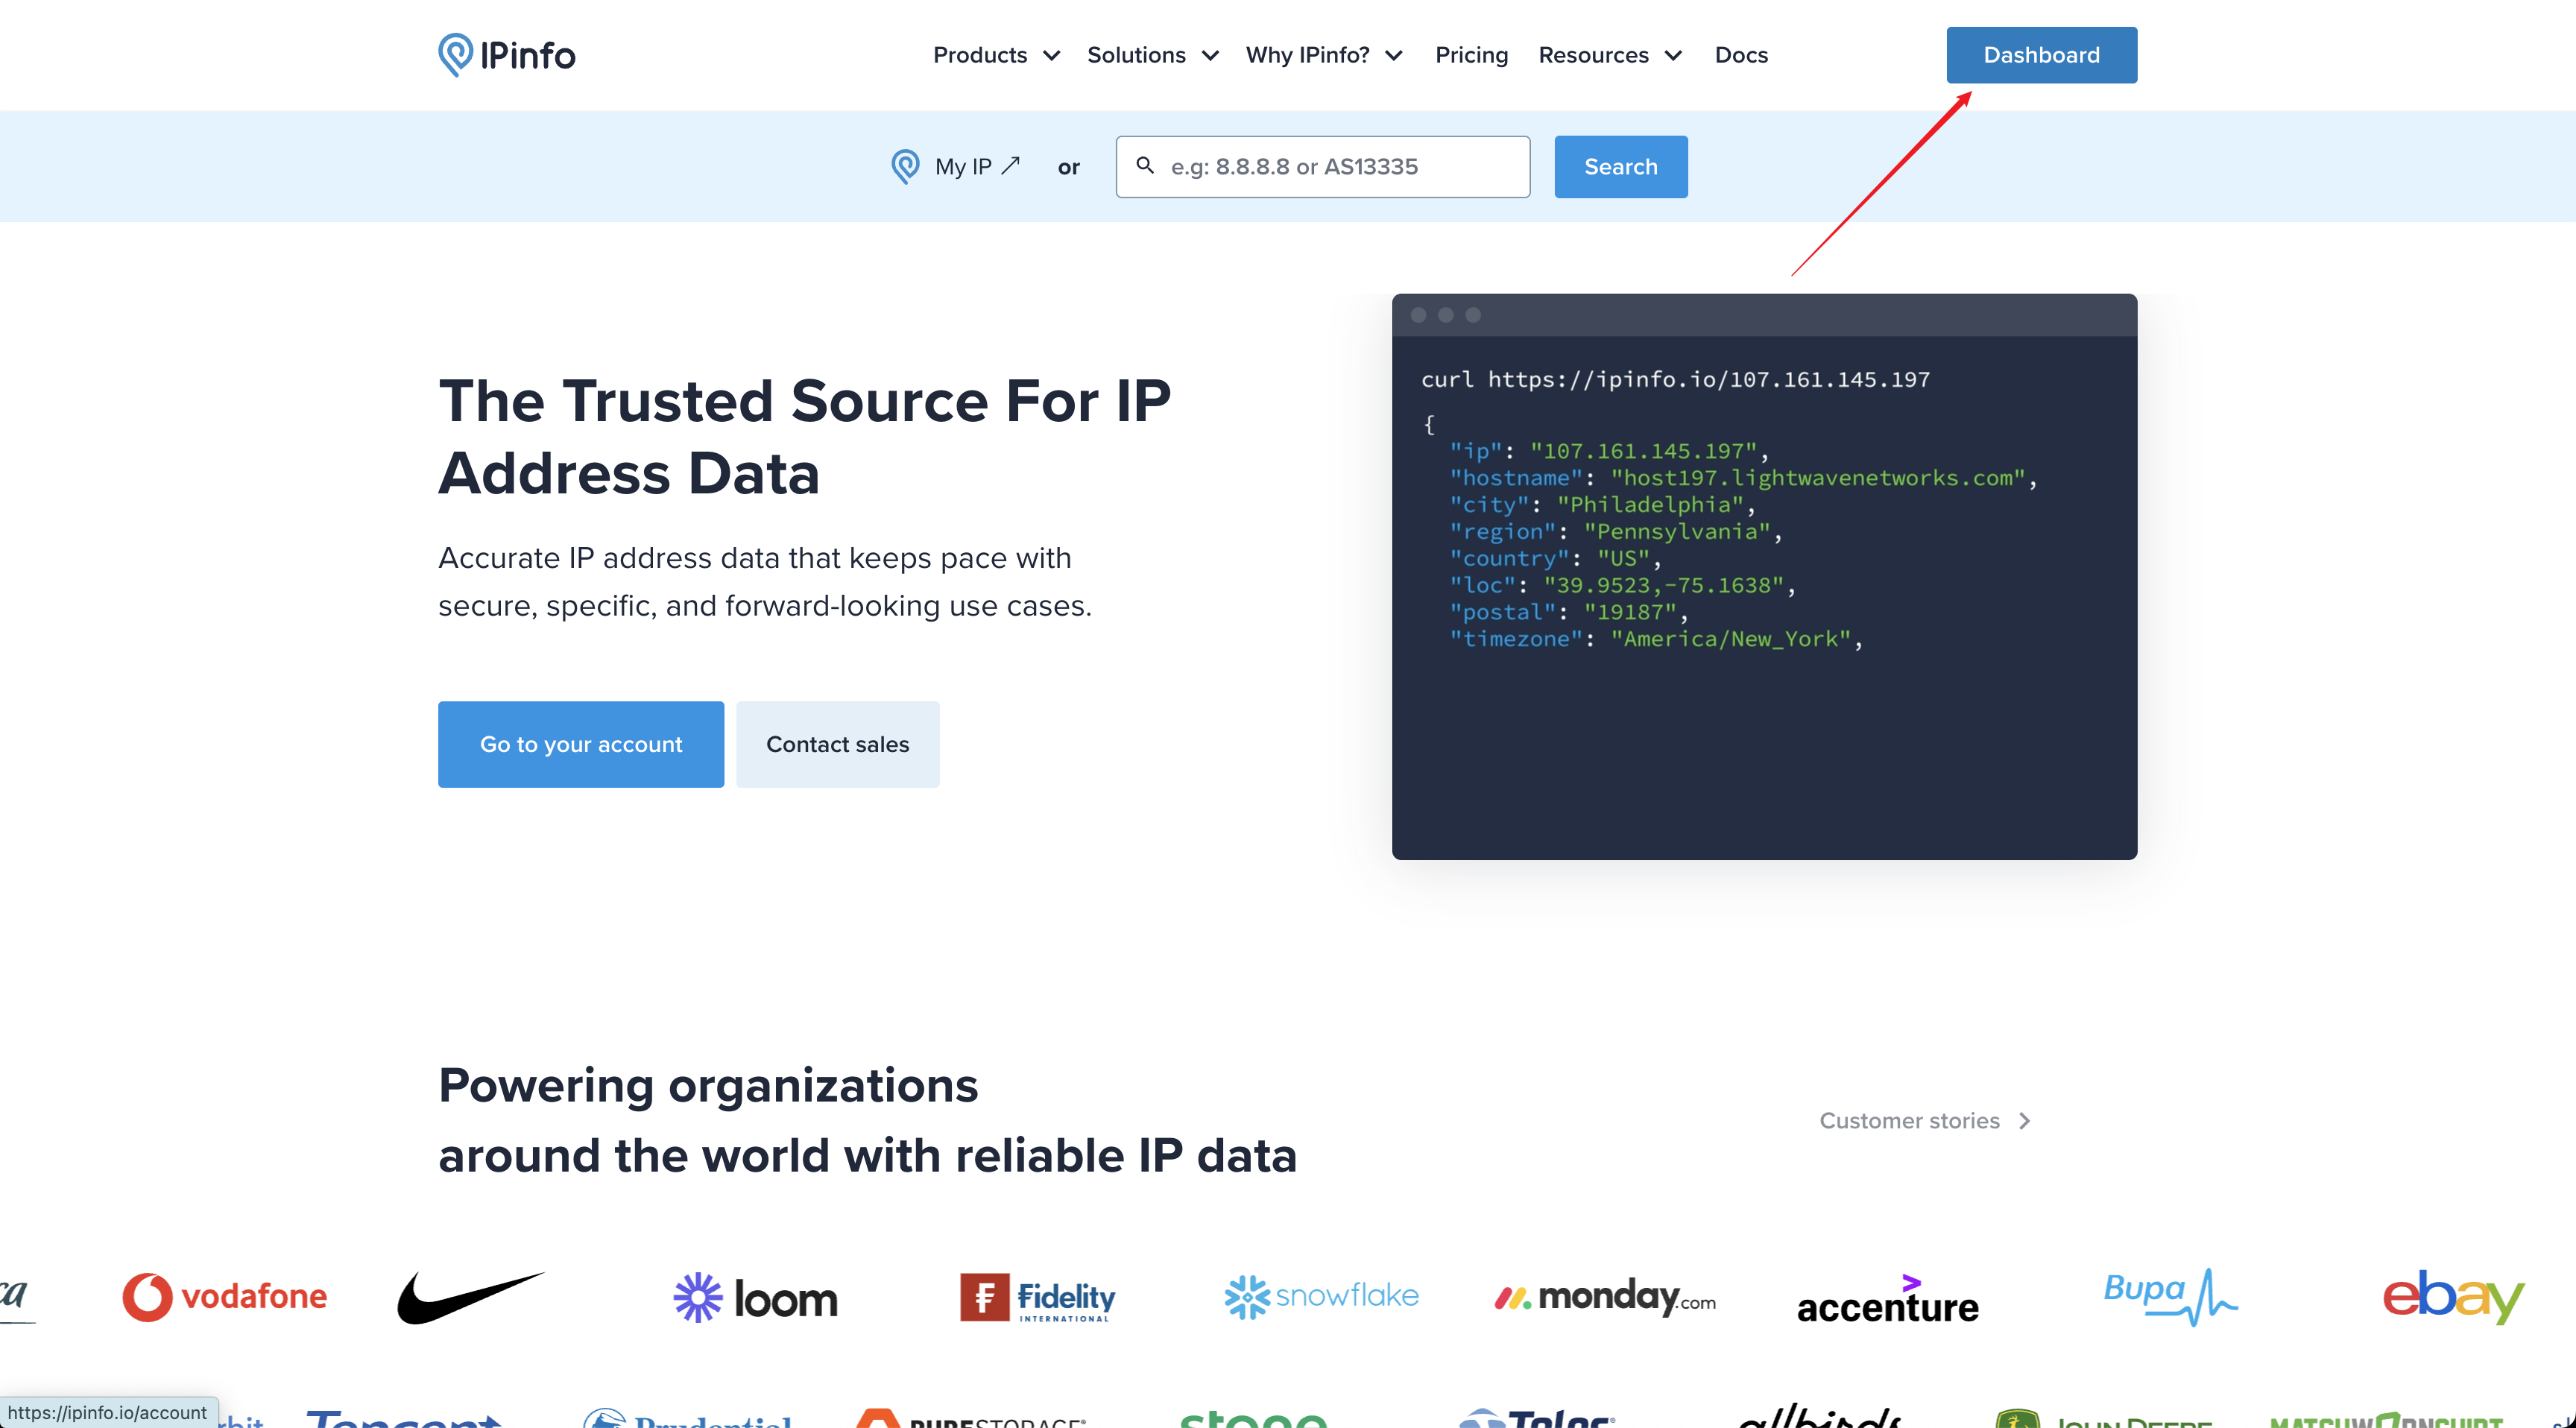 IPinfo
Products Solutions Why IPinfo? Pricing Resources Docs
Dashboard
My IP ↗ or e.g: 8.8.8.8 or AS13335 Search
The Trusted Source For IP
Address Data
Accurate IP address data that keeps pace with
secure, specific, and forward-looking use cases.
Go to your account
Contact sales
curl https://ipinfo.io/107.161.145.197
{
"ip": "107.161.145.197",
"hostname": "host197.lightwavenetworks.com",
"city": "Philadelphia",
"region": "Pennsylvania",
"country": "US",
"loc": "39.9523,-75.1638",
"postal": "19187",
"timezone": "America/New_York",
Powering organizations
around the world with reliable IP data
Customer stories
vodafone
loom
Fidelity
INTERNATIONAL
snowflake
monday.com
accenture
Bupa
ebay
https://ipinfo.io/account
Tencent
Prudential
PURESTORAGE
stone
Telos
allbirds
JOHN DEERE
MATCHWORNSHIRT